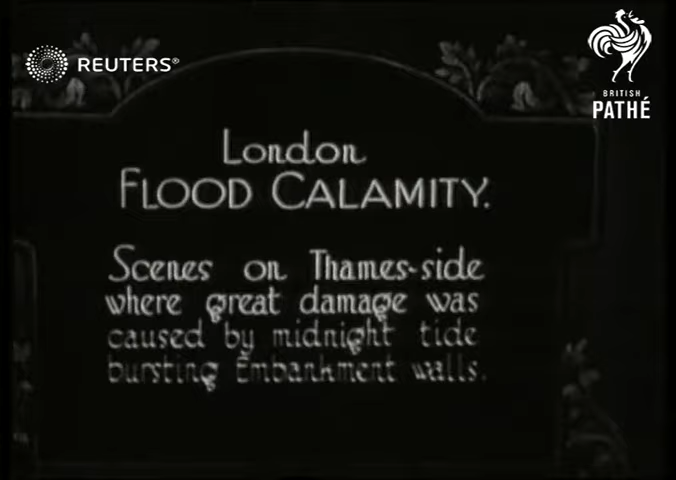 REUTERS®
BRITISH
PATHÉ
London
FLOOD CALAMITY.
Scenes on Thames-side
where great damage was
caused by midnight tide
bursting Embankment walls.